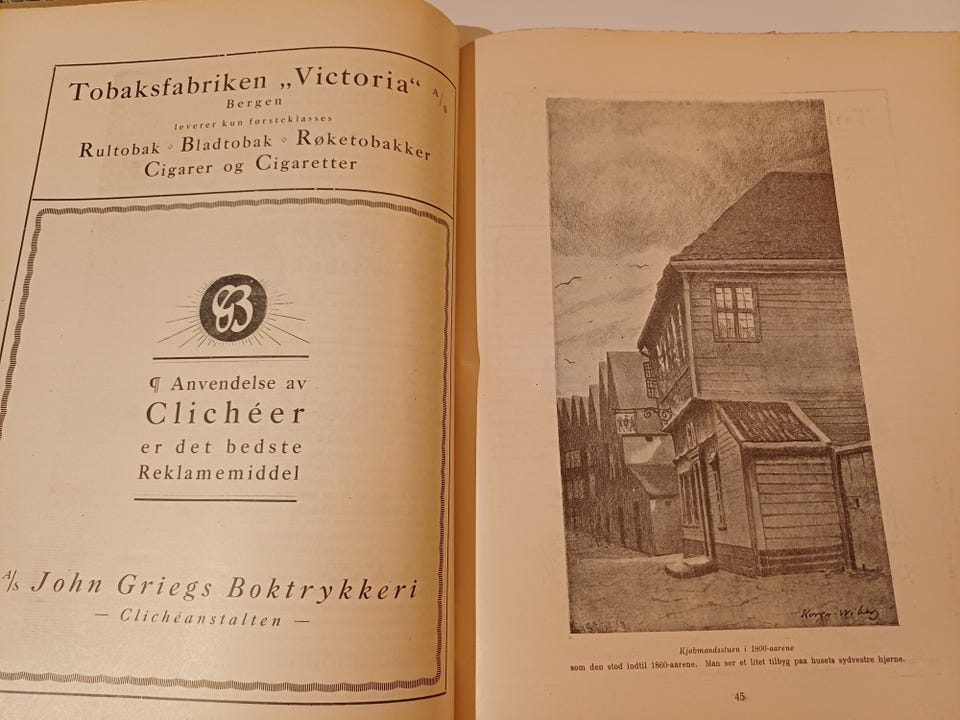 Tobaksfabriken „Victoria“ A/S
Bergen
leverer kun førsteklasses
Rultobak ◦ Bladtobak ◦ Røketobakker
Cigarer og Cigaretter
B
¶ Anvendelse av
Clichéer
er det bedste
Reklamemiddel
A/S John Griegs Boktrykkeri
— Clichéanstalten —
Koren-Wiberg
Kjøbmandsstuen i 1800-aarene
som den stod indtil 1860-aarene. Man ser et litet tilbyg paa husets sydvestre hjørne.
45